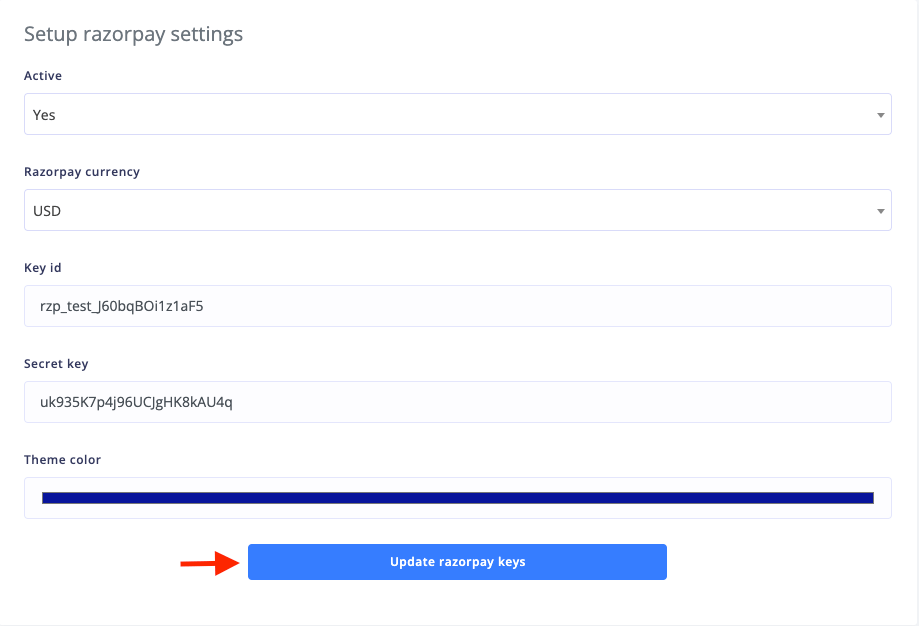 Setup razorpay settings
Active
Yes
Razorpay currency
USD
Key id
rzp_test_J60bqBOi1z1aF5
Secret key
uk935K7p4j96UCJgHK8kAU4q
Theme color
Update razorpay keys